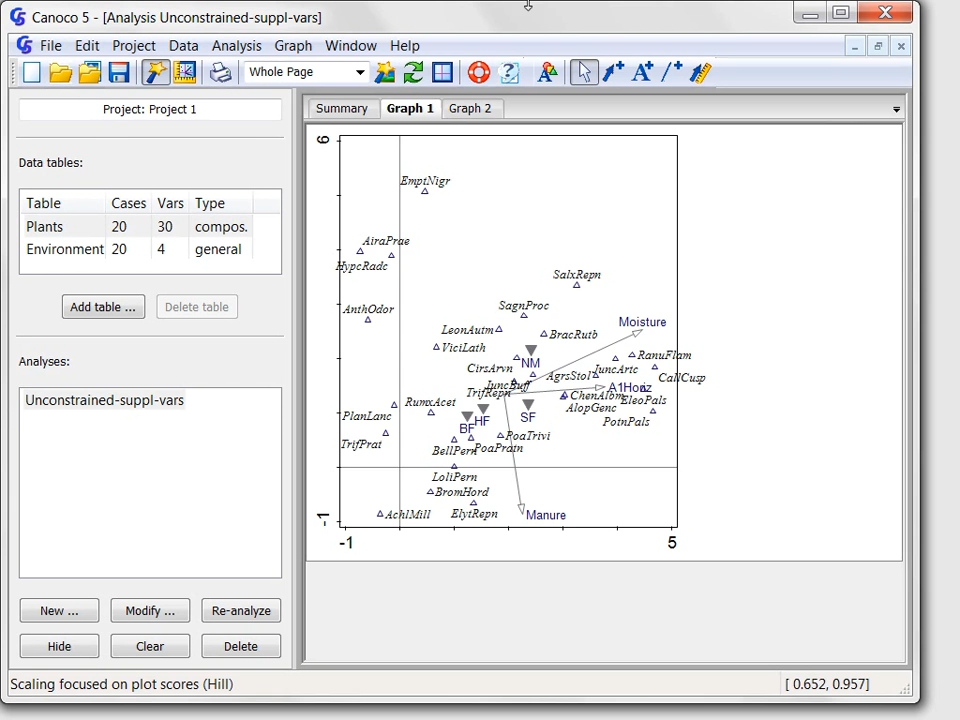 Canoco 5 - [Analysis Unconstrained-suppl-vars]
File Edit Project Data Analysis Graph Window Help
Whole Page
Project: Project 1
Data tables:
Table Cases Vars Type
Plants 20 30 compos.
Environment 20 4 general
Add table ... Delete table
Analyses:
Unconstrained-suppl-vars
New ... Modify ... Re-analyze
Hide Clear Delete
Summary Graph 1 Graph 2
6
EmptNigr
AiraPrae
HypcRadc
SalxRepn
AnthOdor
SagnProc
Moisture
LeonAutm
BracRutb
ViciLath
RanuFlam
NM
CirsArvn
JuncArtc
AgrsStol
CallCusp
JuncBuff
A1Horiz
TrifRepn
ChenAlbm
EleoPals
RumxAcet
AlopGenc
PlanLanc
HF
SF
PotnPals
BF
PoaTrivi
TrifPrat
BellPern
PoaPratn
LoliPern
BromHord
AchlMill
ElytRepn
Manure
-1
-1 5
Scaling focused on plot scores (Hill) [ 0.652, 0.957]